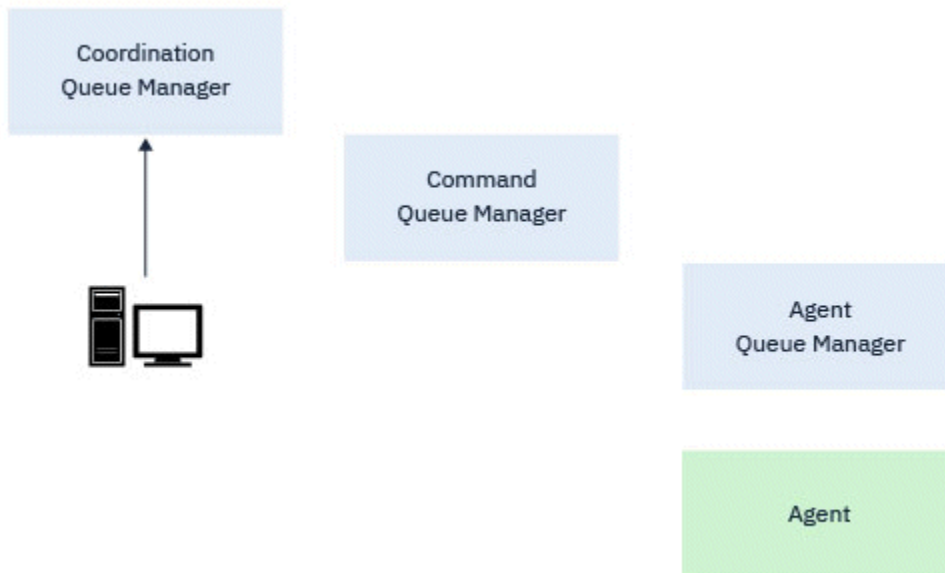 Coordination
Queue Manager
Command
Queue Manager
Agent
Queue Manager
Agent